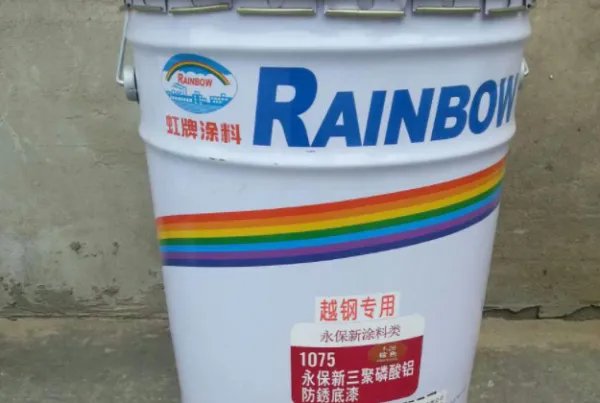 RAINBOW
虹牌涂料
RAINBOW
越钢专用
永保新涂料类
1075
永保新三聚磷酸铝
防銹底漆